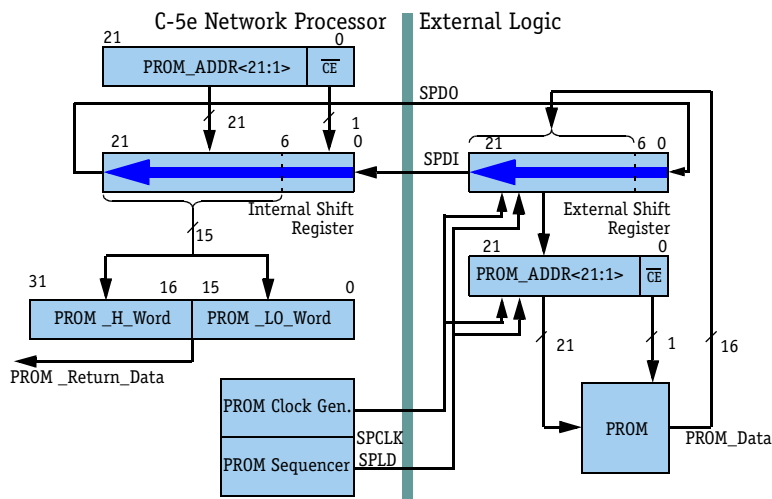 C-5e Network Processor
External Logic
21
0
PROM_ADDR<21:1>
CE
SPDO
21
1
21
6
0
SPDI
21
6
0
Internal Shift
Register
External Shift
Register
15
21
0
PROM_ADDR<21:1>
CE
31
16
15
0
PROM _H_Word
PROM _LO_Word
21
1
16
PROM _Return_Data
PROM Clock Gen.
SPCLK
PROM Sequencer
SPLD
PROM
PROM_Data